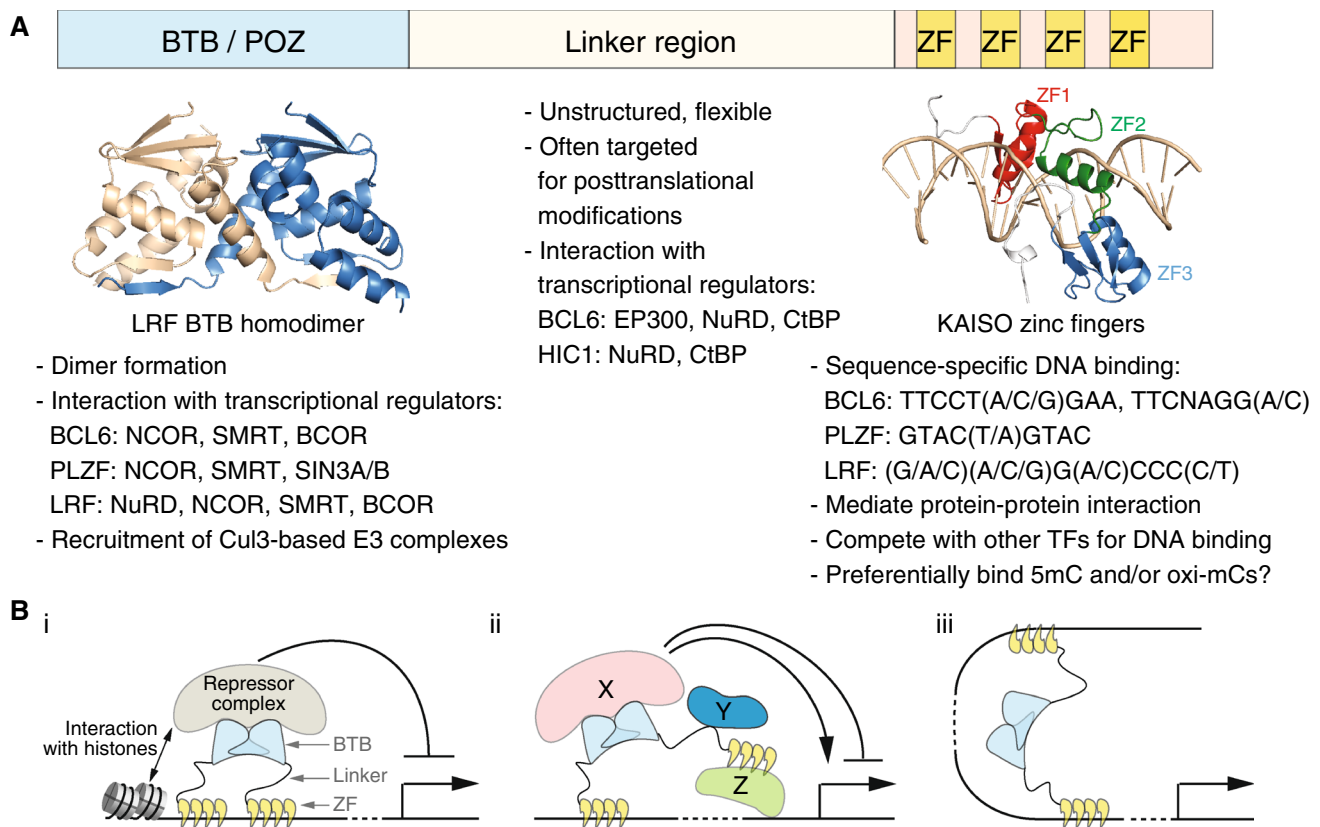 A
BTB / POZ
Linker region
ZF ZF ZF ZF
LRF BTB homodimer
- Dimer formation
- Interaction with transcriptional regulators:
BCL6: NCOR, SMRT, BCOR
PLZF: NCOR, SMRT, SIN3A/B
LRF: NuRD, NCOR, SMRT, BCOR
- Recruitment of Cul3-based E3 complexes
- Unstructured, flexible
- Often targeted
for posttranslational
modifications
- Interaction with
transcriptional regulators:
BCL6: EP300, NuRD, CtBP
HIC1: NuRD, CtBP
ZF1
ZF2
ZF3
KAISO zinc fingers
- Sequence-specific DNA binding:
BCL6: TTCCT(A/C/G)GAA, TTCNAGG(A/C)
PLZF: GTAC(T/A)GTAC
LRF: (G/A/C)(A/C/G)G(A/C)CCC(C/T)
- Mediate protein-protein interaction
- Compete with other TFs for DNA binding
- Preferentially bind 5mC and/or oxi-mCs?
B
i
Repressor
complex
Interaction
with histones
BTB
Linker
ZF
ii
X
Y
Z
iii